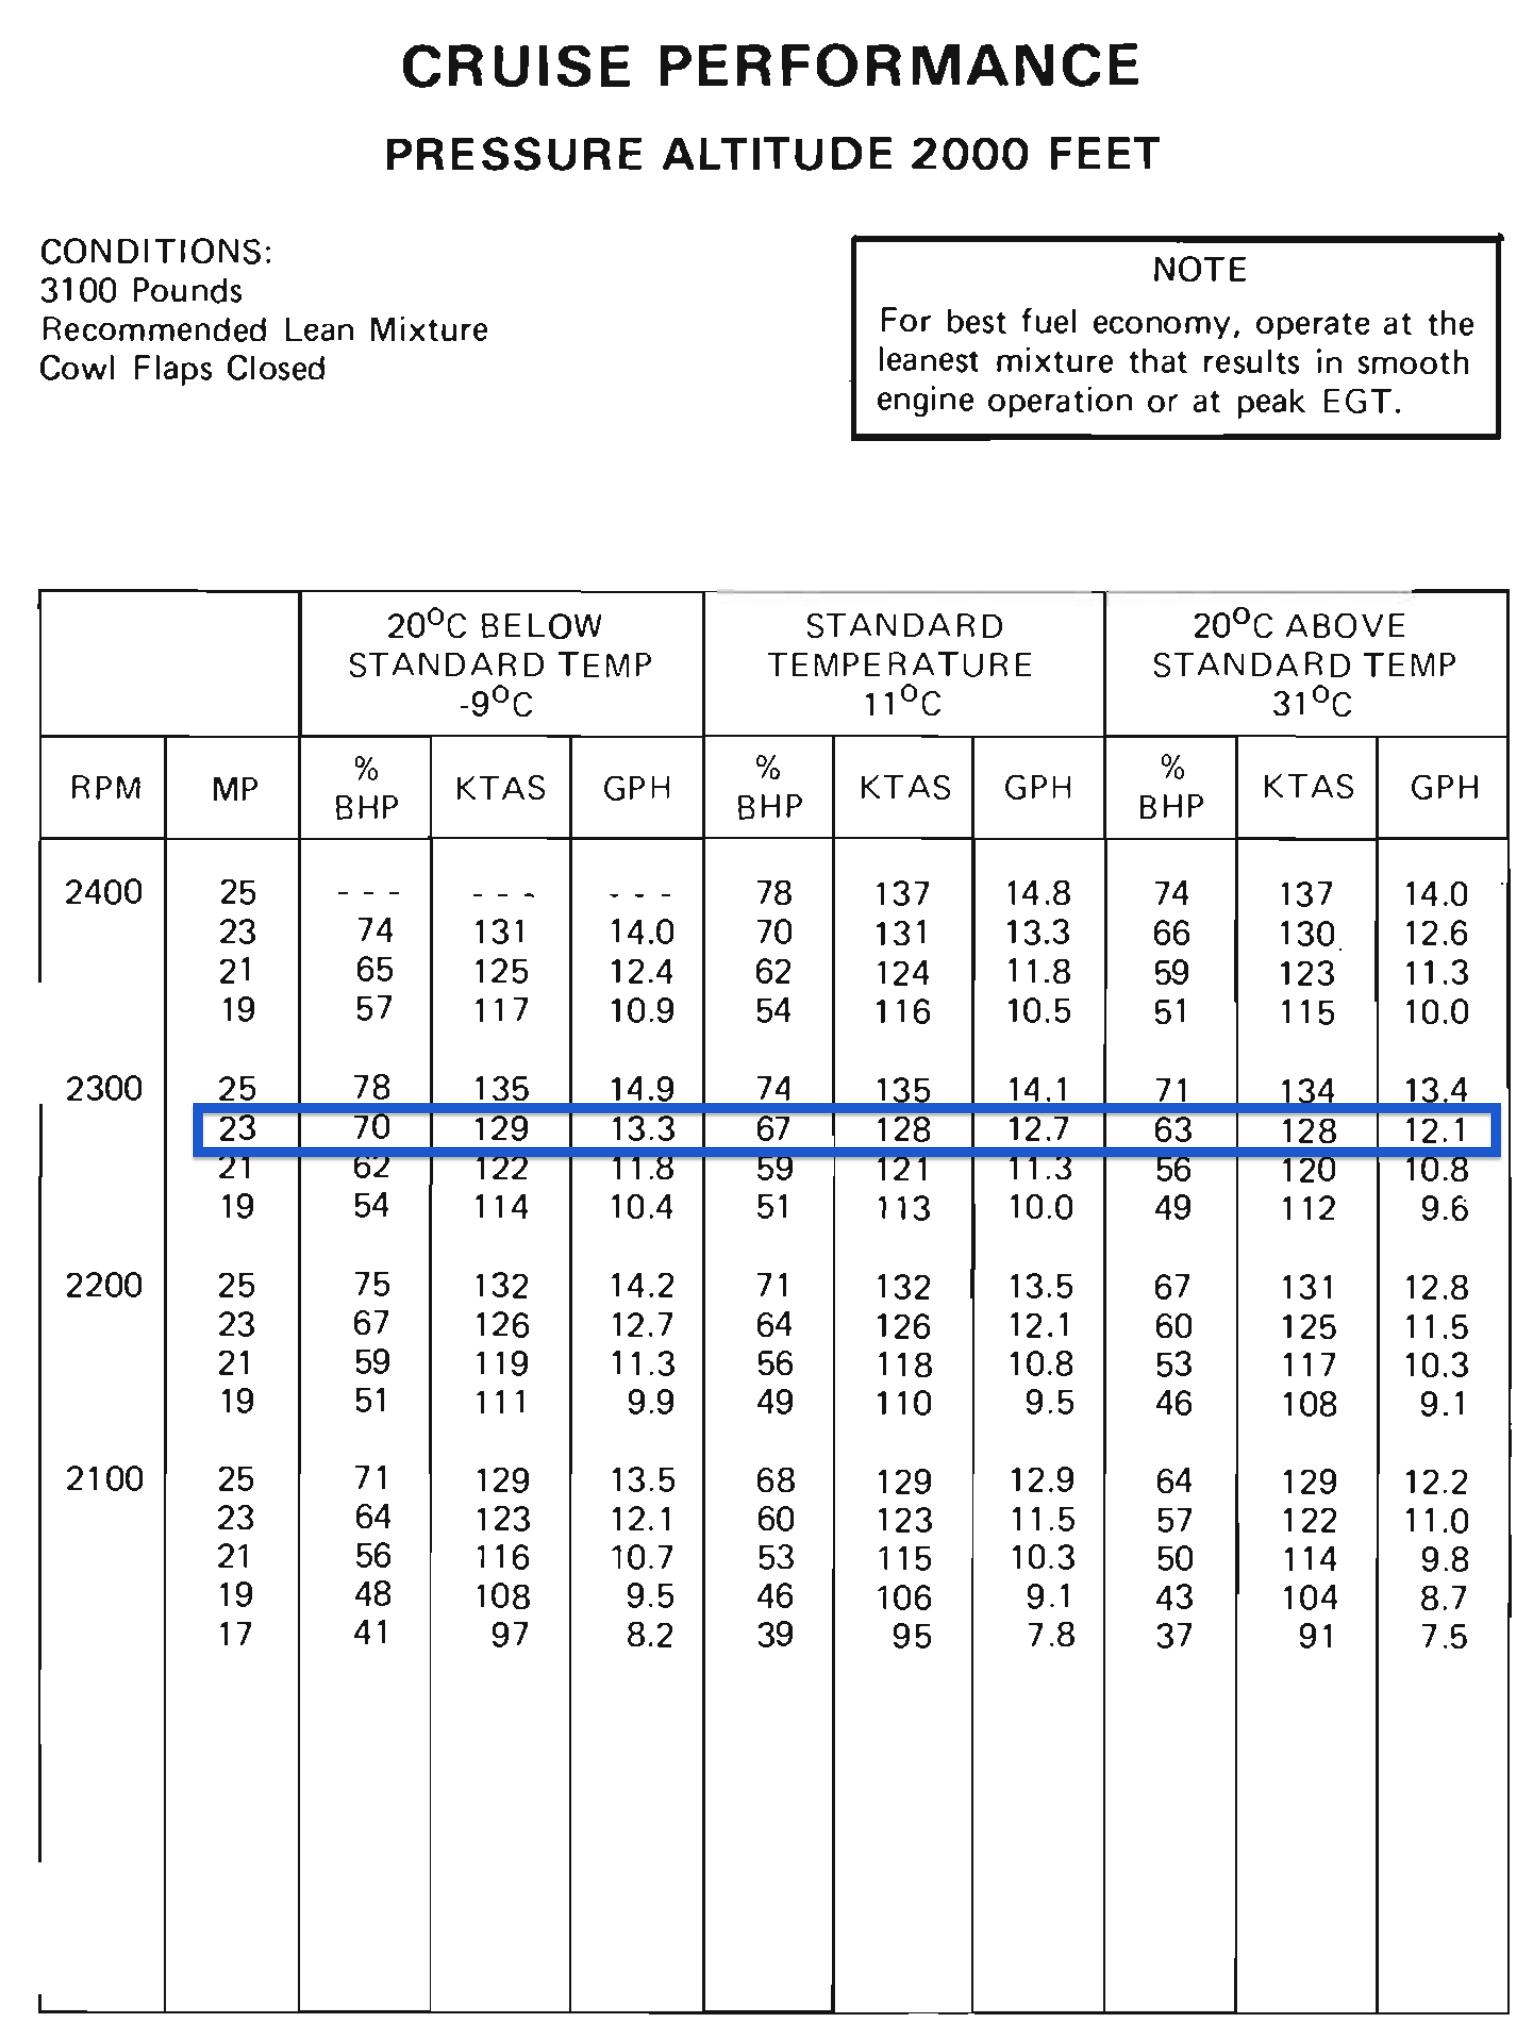 CRUISE PERFORMANCE
PRESSURE ALTITUDE 2000 FEET
CONDITIONS:
3100 Pounds
Recommended Lean Mixture
Cowl Flaps Closed
NOTE
For best fuel economy, operate at the
leanest mixture that results in smooth
engine operation or at peak EGT.
20°C BELOW STANDARD TEMP -9°C
STANDARD TEMPERATURE 11°C
20°C ABOVE STANDARD TEMP 31°C
RPM MP % BHP KTAS GPH % BHP KTAS GPH % BHP KTAS GPH
2400 25 - - - - - - - - - 78 137 14.8 74 137 14.0
23 74 131 14.0 70 131 13.3 66 130 12.6
21 65 125 12.4 62 124 11.8 59 123 11.3
19 57 117 10.9 54 116 10.5 51 115 10.0
2300 25 78 135 14.9 74 135 14.1 71 134 13.4
23 70 129 13.3 67 128 12.7 63 128 12.1
21 62 122 11.8 59 121 11.3 56 120 10.8
19 54 114 10.4 51 113 10.0 49 112 9.6
2200 25 75 132 14.2 71 132 13.5 67 131 12.8
23 67 126 12.7 64 126 12.1 60 125 11.5
21 59 119 11.3 56 118 10.8 53 117 10.3
19 51 111 9.9 49 110 9.5 46 108 9.1
2100 25 71 129 13.5 68 129 12.9 64 129 12.2
23 64 123 12.1 60 123 11.5 57 122 11.0
21 56 116 10.7 53 115 10.3 50 114 9.8
19 48 108 9.5 46 106 9.1 43 104 8.7
17 41 97 8.2 39 95 7.8 37 91 7.5